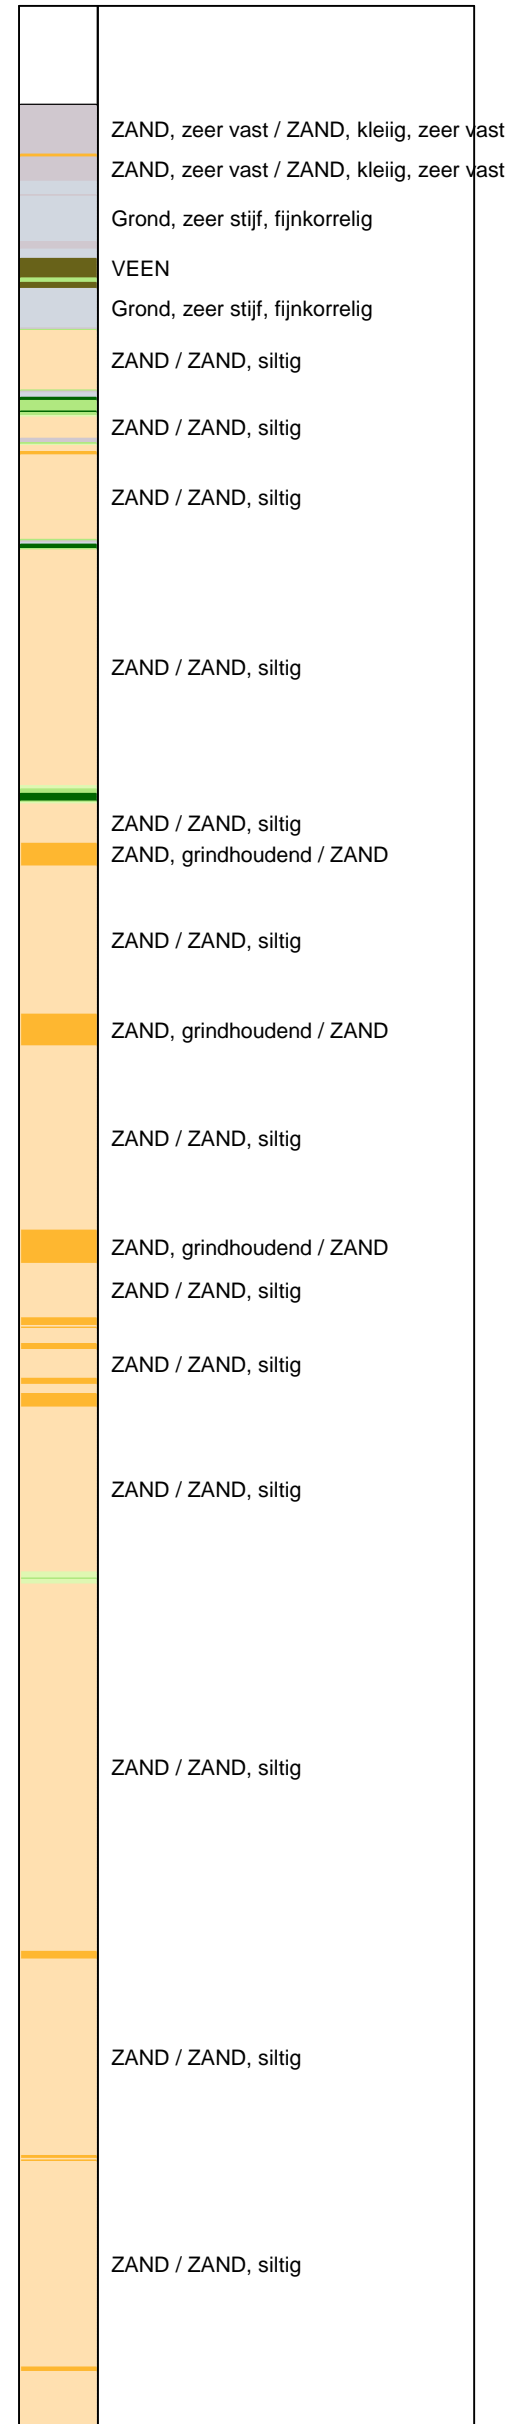 ZAND, zeer vast / ZAND, kleiig, zeer vast
ZAND, zeer vast / ZAND, kleiig, zeer vast
Grond, zeer stijf, fijnkorrelig
VEEN
Grond, zeer stijf, fijnkorrelig
ZAND / ZAND, siltig
ZAND / ZAND, siltig
ZAND / ZAND, siltig
ZAND / ZAND, siltig
ZAND / ZAND, siltig
ZAND, grindhoudend / ZAND
ZAND / ZAND, siltig
ZAND, grindhoudend / ZAND
ZAND / ZAND, siltig
ZAND, grindhoudend / ZAND
ZAND / ZAND, siltig
ZAND / ZAND, siltig
ZAND / ZAND, siltig
ZAND / ZAND, siltig
ZAND / ZAND, siltig
ZAND / ZAND, siltig